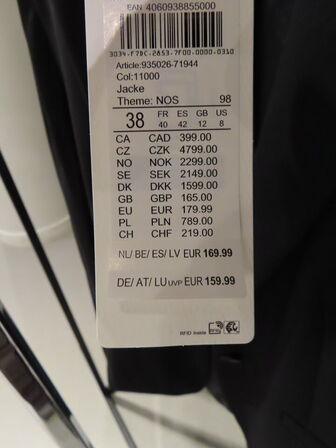 EAN 4060938855000
3034-F7DC-2853-7F00-0000-0310
Article:935026-71944
Col:11000
Jacke
Theme: NOS 98
38 FR ES GB US
40 42 12 8
CA CAD 399.00
CZ CZK 4799.00
NO NOK 2299.00
SE SEK 2149.00
DK DKK 1599.00
GB GBP 165.00
EU EUR 179.99
PL PLN 789.00
CH CHF 219.00
NL/ BE/ ES/ LV EUR 169.99
DE/ AT/ LU UVP EUR 159.99
RFID Inside